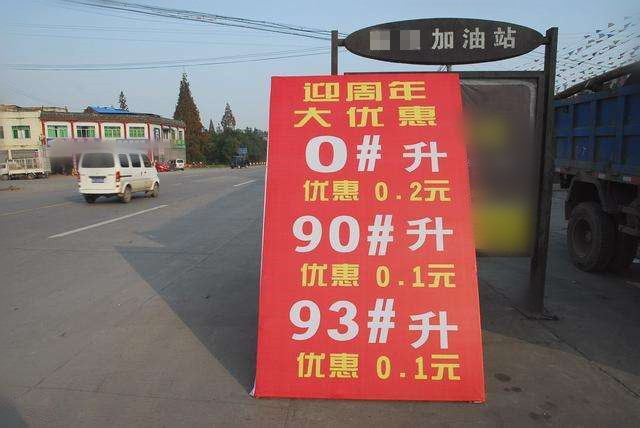 加油站
迎周年
大优惠
0# 升
优惠 0.2元
90#升
优惠 0.1元
93#升
优惠 0.1元